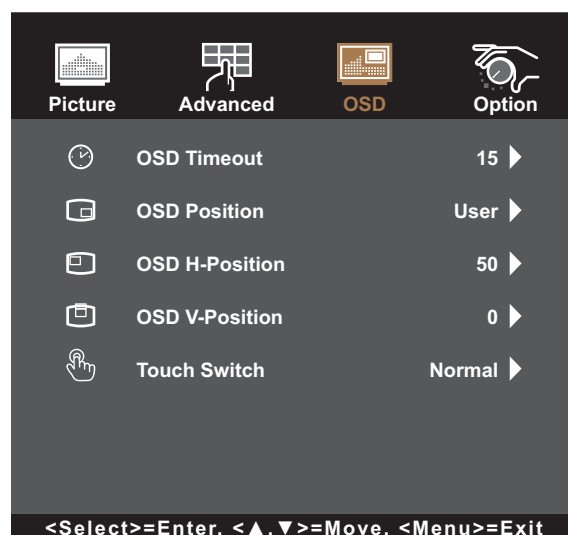 Picture Advanced OSD Option
OSD Timeout 15
OSD Position User
OSD H-Position 50
OSD V-Position 0
Touch Switch Normal
<Select>=Enter, <▲,▼>=Move, <Menu>=Exit